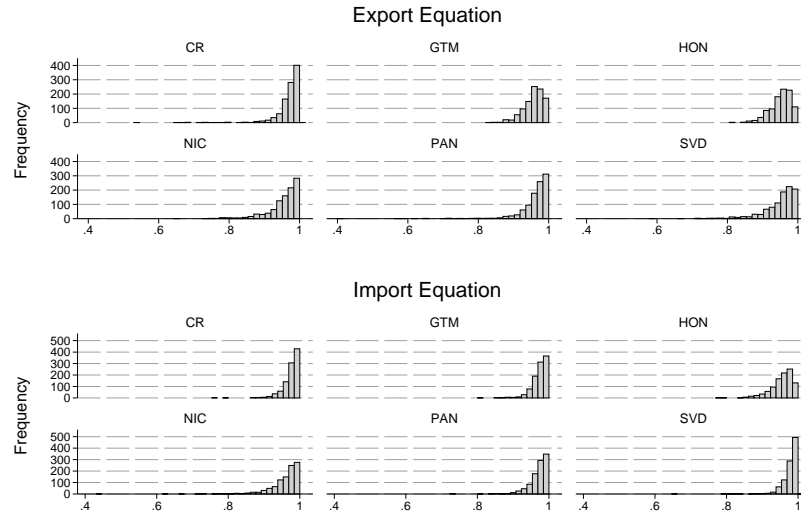 Export Equation
CR GTM HON
400
300
200
100
0
NIC PAN SVD
400
300
200
100
0
.4 .6 .8 1 .4 .6 .8 1 .4 .6 .8 1
Frequency
Import Equation
CR GTM HON
500
400
300
200
100
0
NIC PAN SVD
500
400
300
200
100
0
.4 .6 .8 1 .4 .6 .8 1 .4 .6 .8 1
Frequency